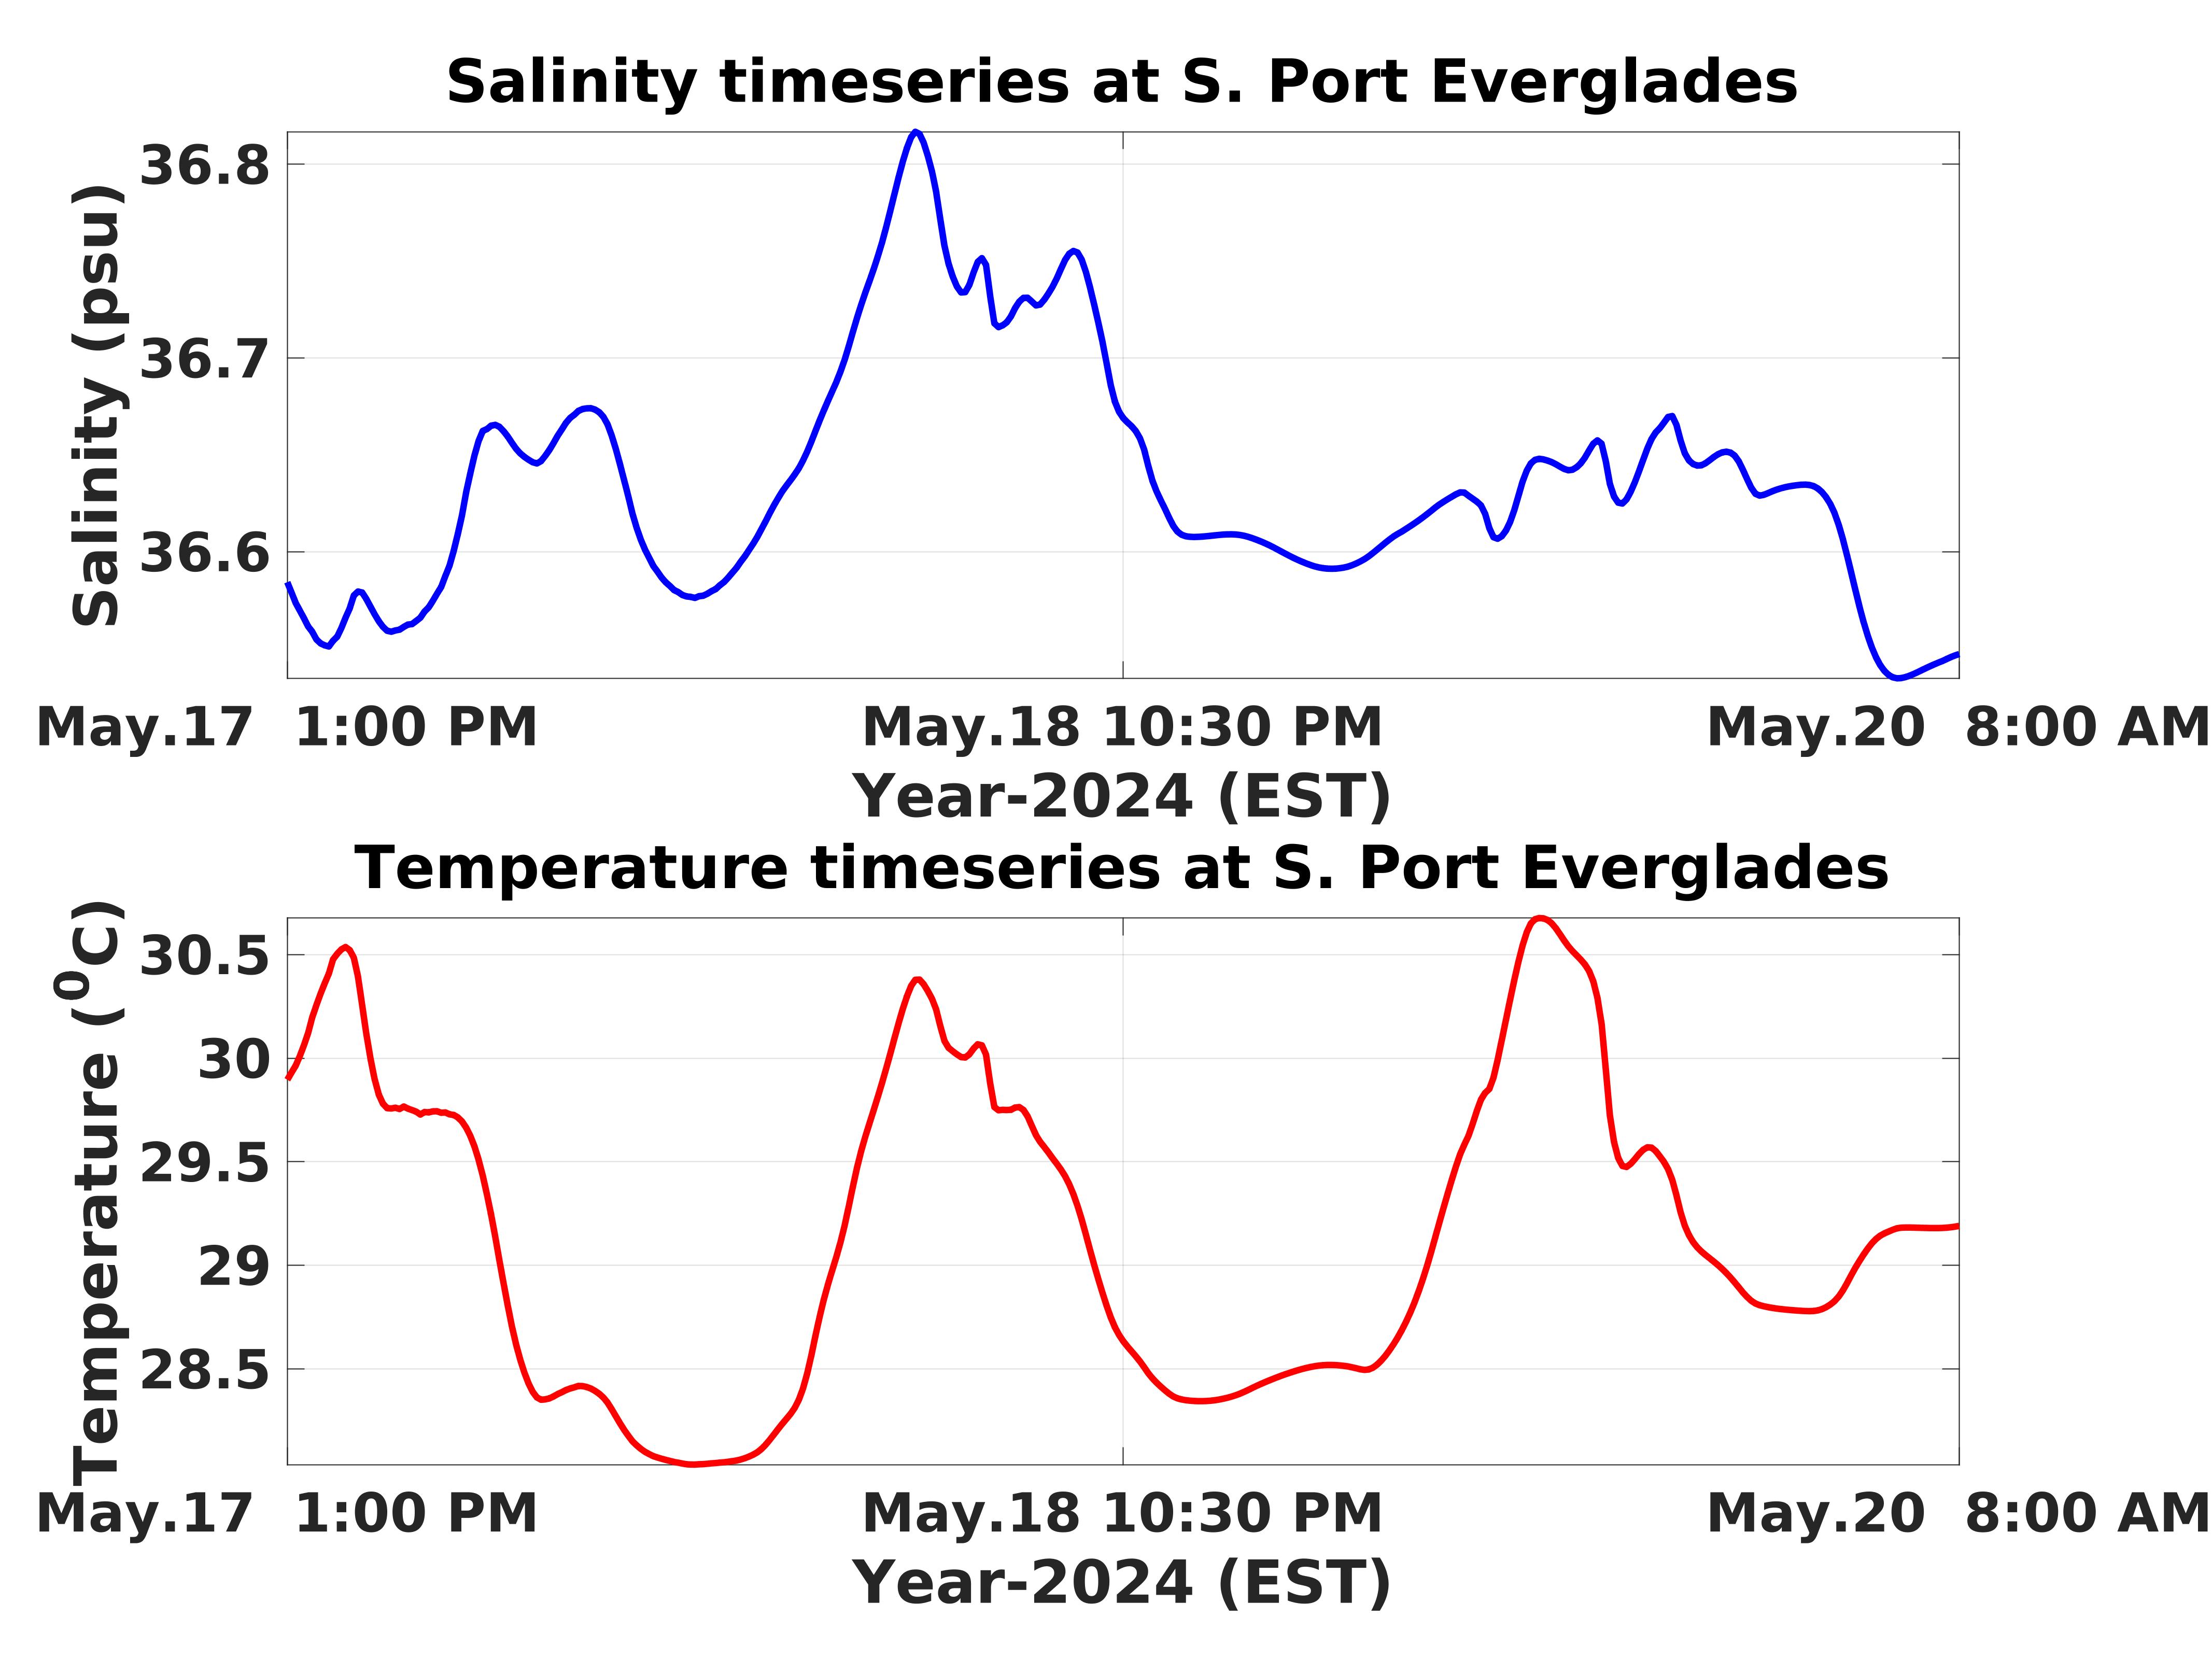 Salinity timeseries at S. Port Everglades
Salinity (psu)
36.8
36.7
36.6
May.17  1:00 PM
May.18 10:30 PM
May.20  8:00 AM
Year-2024 (EST)
Temperature timeseries at S. Port Everglades
Temperature (⁰C)
30.5
30
29.5
29
28.5
May.17  1:00 PM
May.18 10:30 PM
May.20  8:00 AM
Year-2024 (EST)